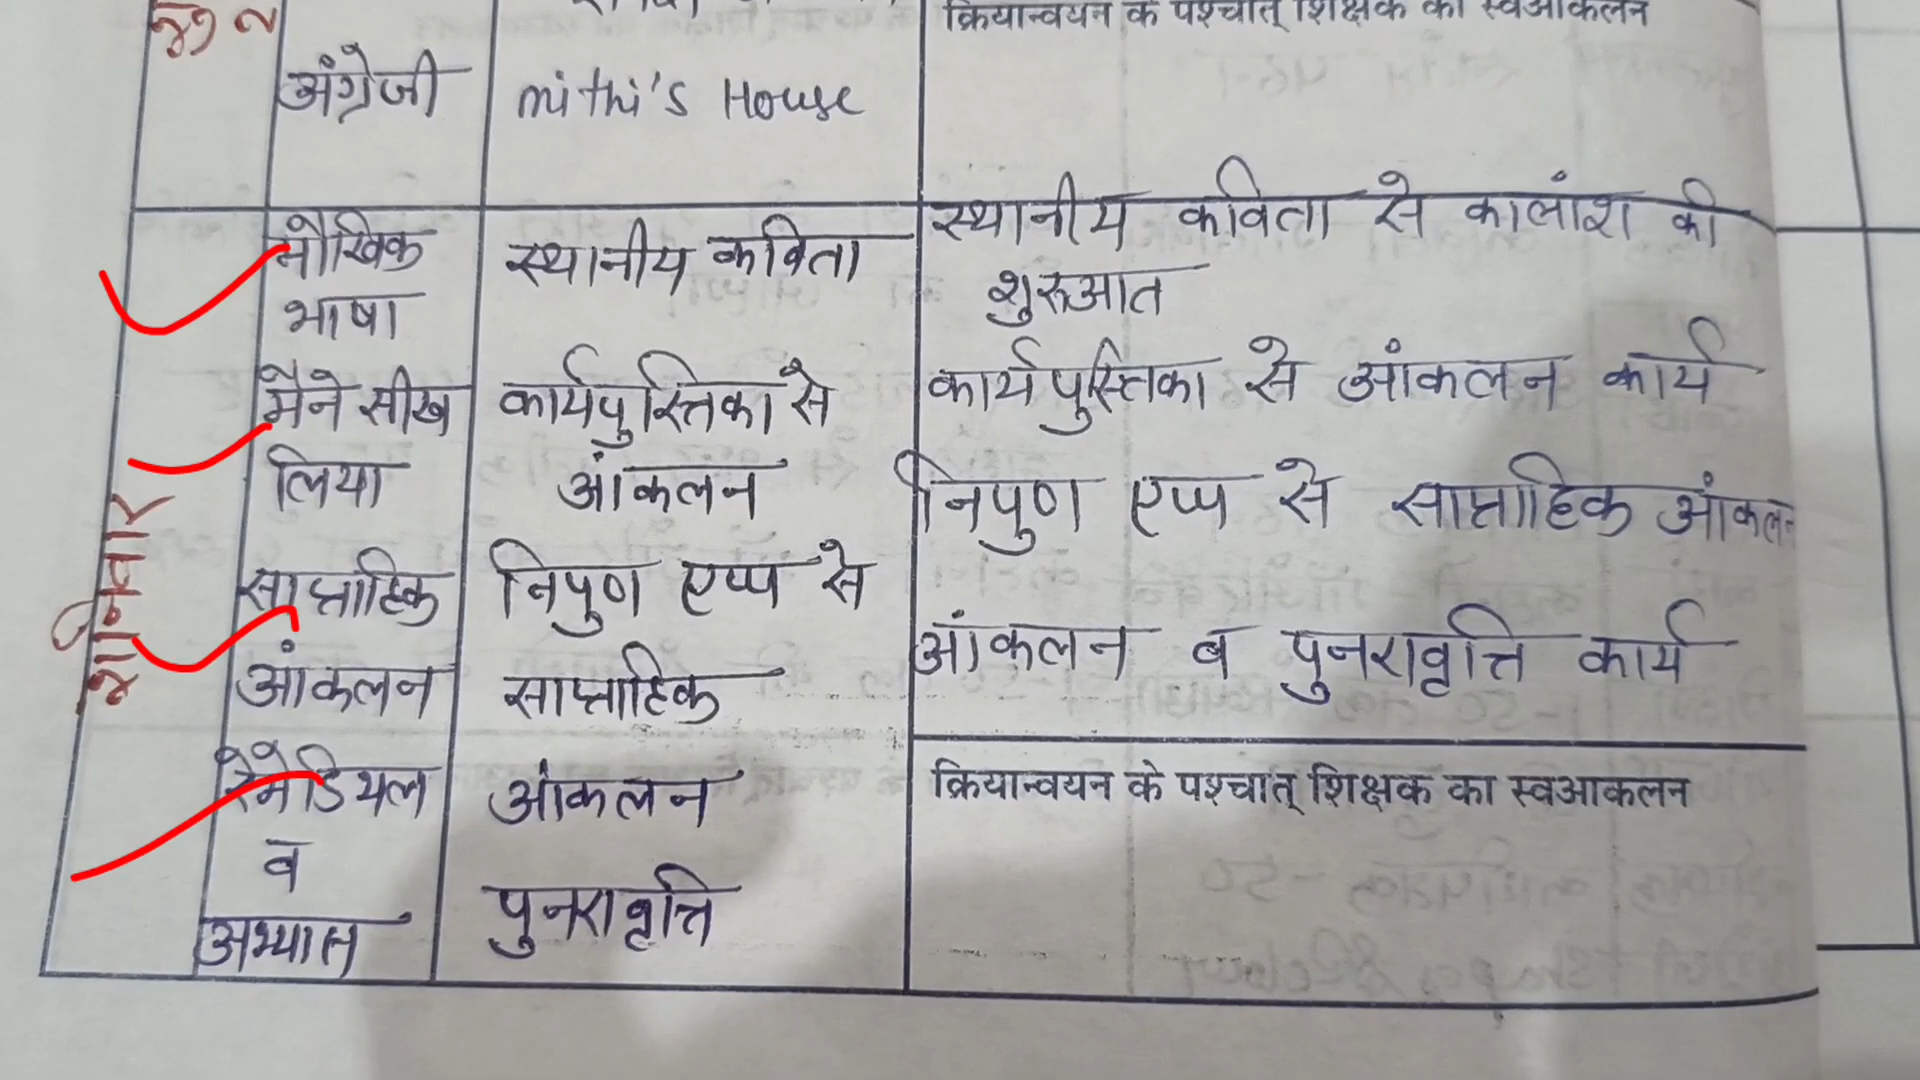 क्रियान्वयन के पश्चात् शिक्षक का स्वआकलन
अंग्रेजी
mithi's House
शनिवार
मौखिक
भाषा
स्थानीय कविता
स्थानीय कविता से कालांश की
शुरुआत
मैने सीख
लिया
कार्यपुस्तिका से
आंकलन
कार्यपुस्तिका से आंकलन कार्य
साप्ताहिक
आंकलन
निपुण एप्प से
साप्ताहिक
आंकलन
निपुण एप्प से साप्ताहिक आंकलन
रेमेडियल
व
अभ्यास
पुनरावृत्ति
आंकलन व पुनरावृत्ति कार्य
क्रियान्वयन के पश्चात् शिक्षक का स्वआकलन